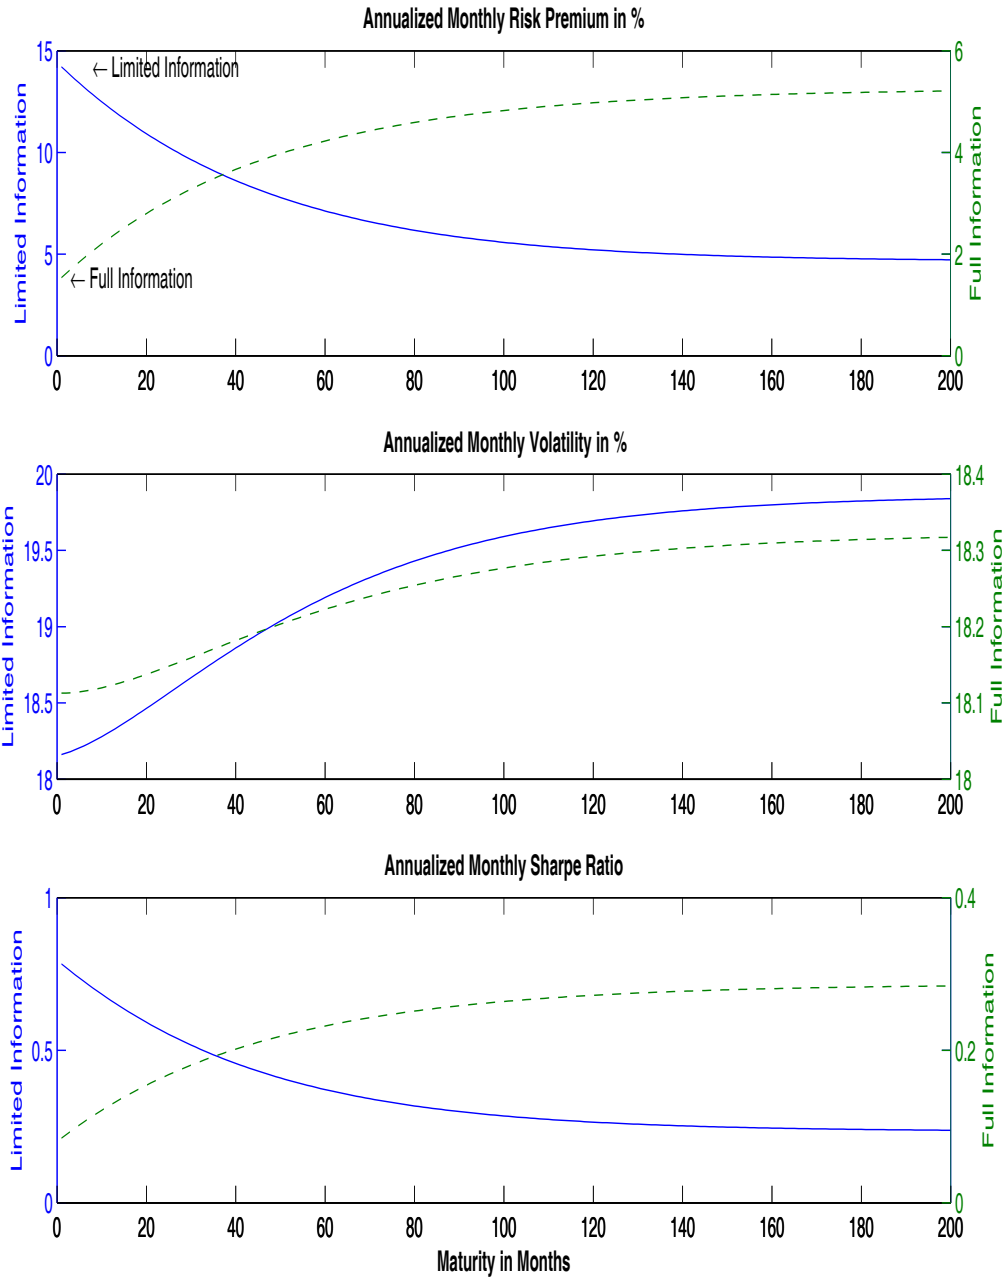 Annualized Monthly Risk Premium in %
15
10
5
0
6
4
2
0
← Limited Information
← Full Information
Limited Information
Full Information
0 20 40 60 80 100 120 140 160 180 200
Annualized Monthly Volatility in %
20
19.5
19
18.5
18
18.4
18.3
18.2
18.1
18
Limited Information
Full Information
0 20 40 60 80 100 120 140 160 180 200
Annualized Monthly Sharpe Ratio
1
0.5
0
0.4
0.2
0
Limited Information
Full Information
0 20 40 60 80 100 120 140 160 180 200
Maturity in Months